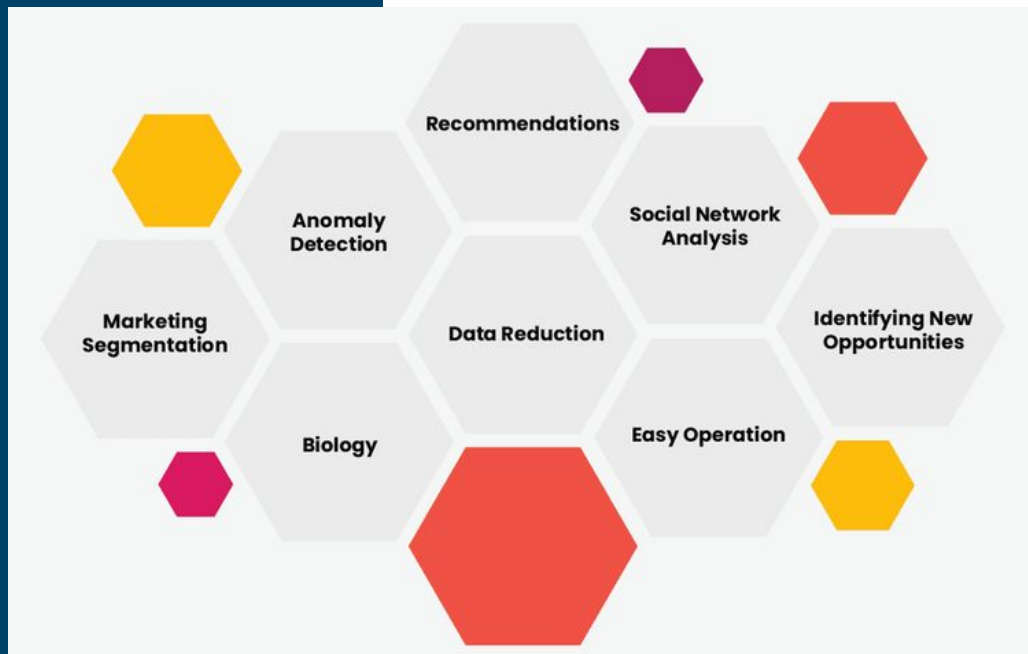 Recommendations
Anomaly
Detection
Social Network
Analysis
Marketing
Segmentation
Data Reduction
Identifying New
Opportunities
Biology
Easy Operation